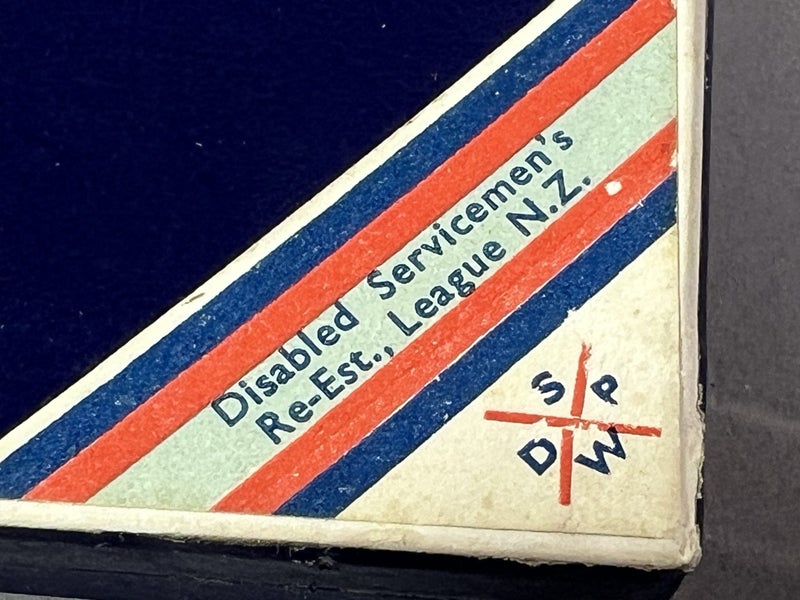 Disabled Servicemen's
Re-Est., League N.Z.
S P
D W